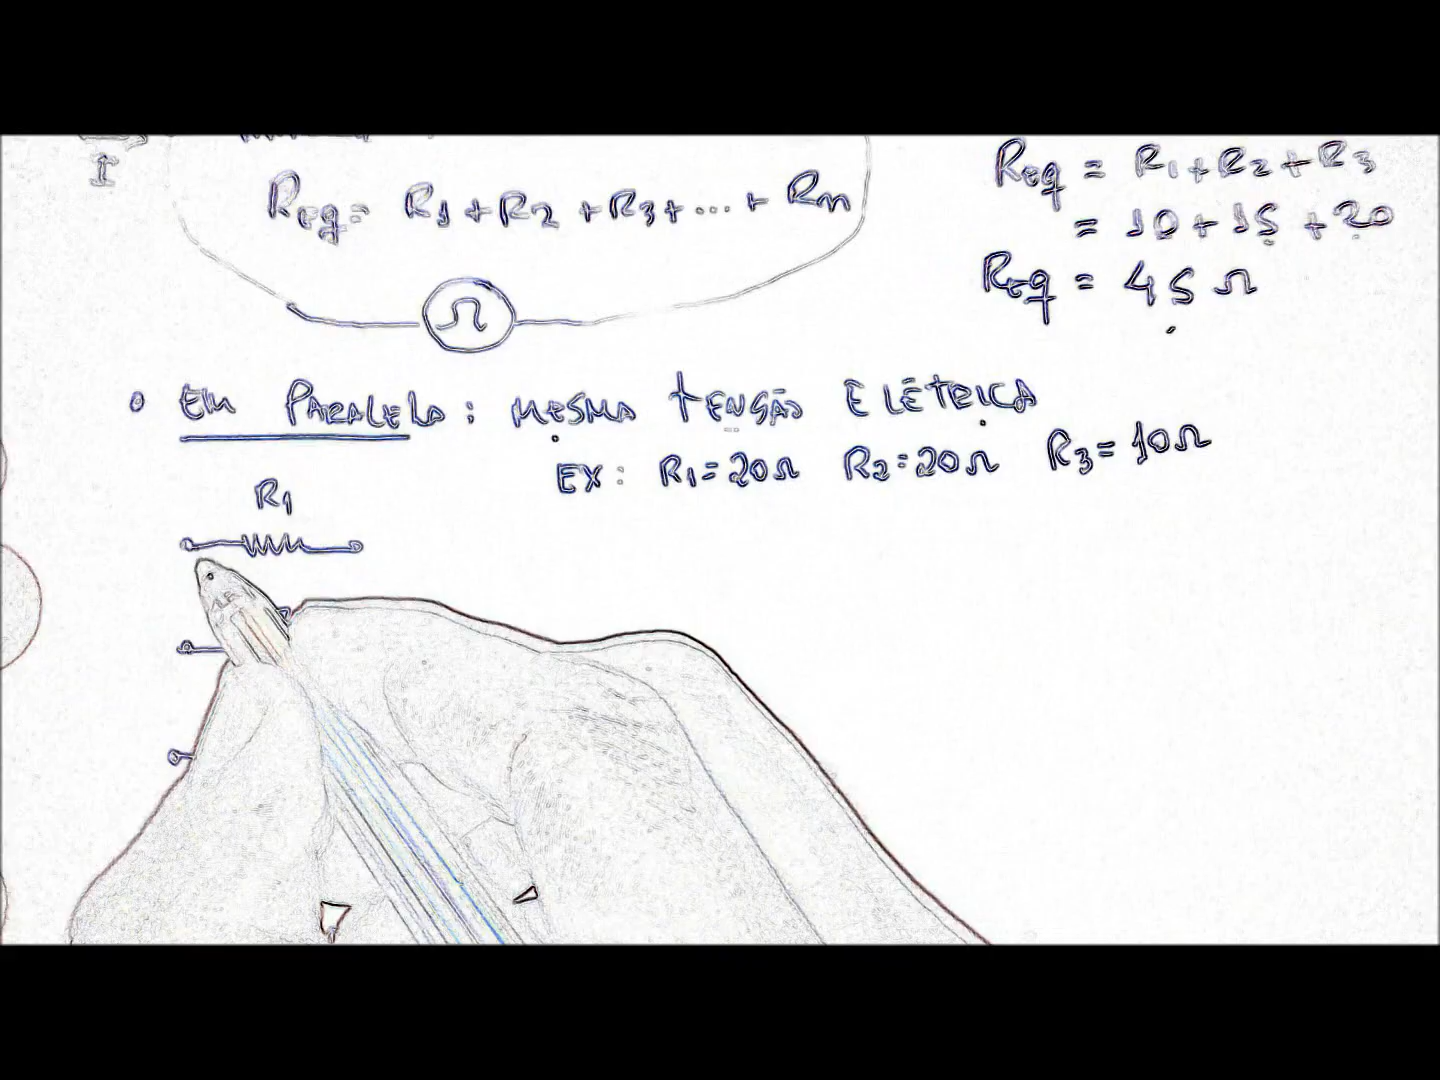 I
Req = R1 + R2 + R3 + ... + Rn
Ω
Req = R1 + R2 + R3
= 10 + 15 + 20
Req = 45 Ω
• EM PARALELO: MESMA TENSÃO ELÉTRICA
EX: R1 = 20Ω R2 = 20Ω R3 = 10Ω
R1